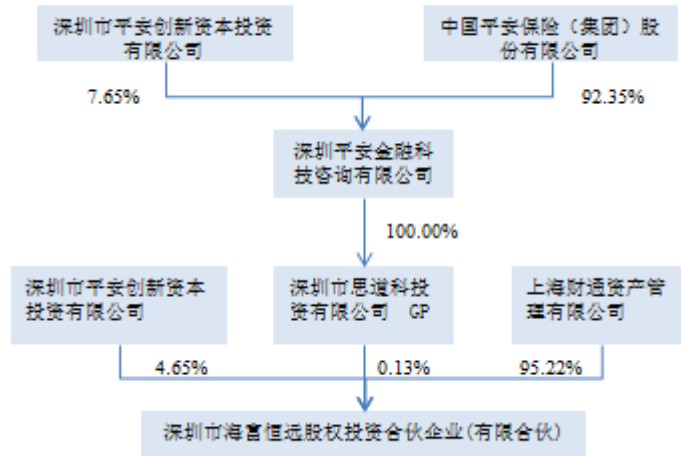 深圳市平安创新资本投资
有限公司
中国平安保险（集团）股
份有限公司
7.65%
92.35%
深圳平安金融科
技咨询有限公司
100.00%
深圳市平安创新资本
投资有限公司
深圳市思道科投
资有限公司 GP
上海财通资产管
理有限公司
4.65%
0.13%
95.22%
深圳市海富恒远股权投资合伙企业(有限合伙)